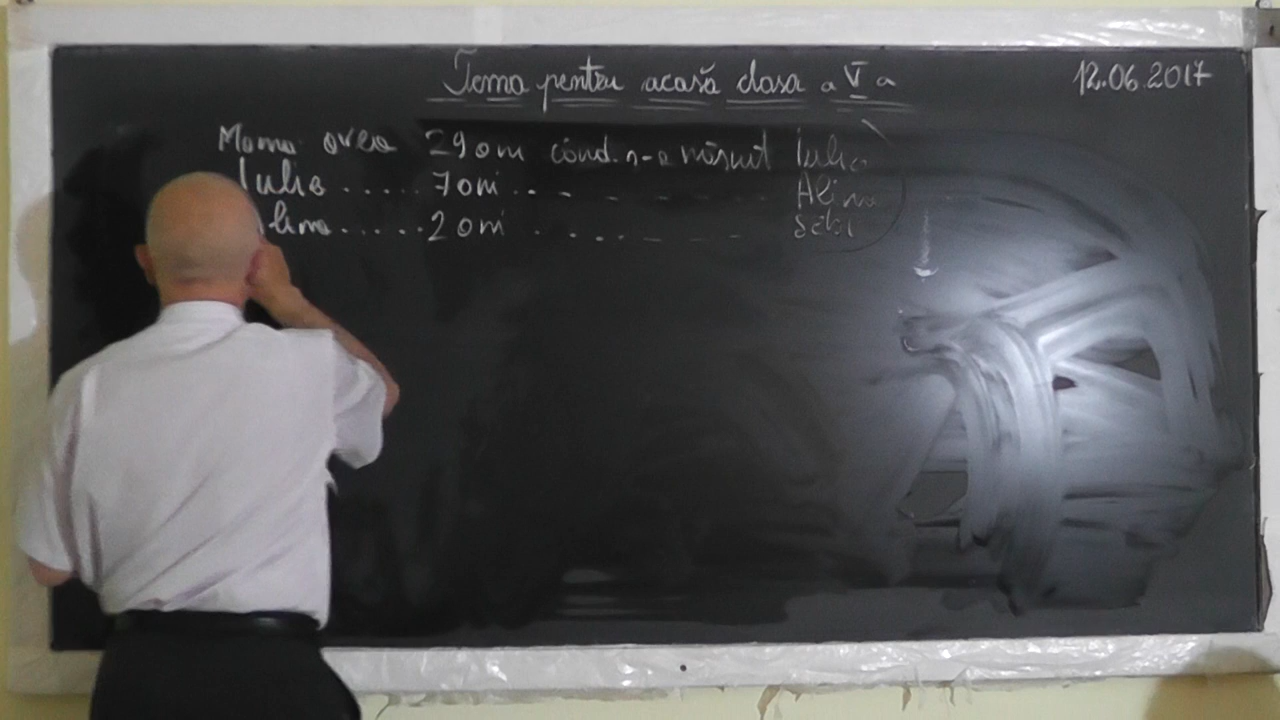 Tema pentru acasă clasa a V a
12.06.2017
Mama avea 29 ani când s-a născut Iulia
Iulia ..... 7 ani .. - - - - - - Alina
lina ..... 2 ani . . . . - - - Sebi